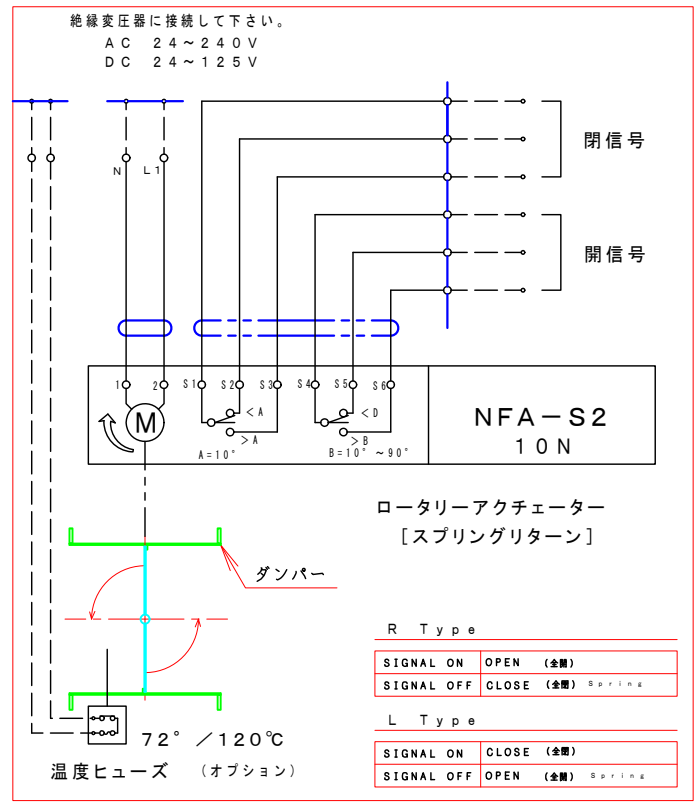 絶縁変圧器に接続して下さい。
AC 24~240V
DC 24~125V
閉信号
N L1
開信号
1 2 S1 S2 S3 S4 S5 S6
M
<A
>A
A=10°
<D
>B
B=10° ~90°
NFA-S2
10N
ロータリーアクチェーター
[スプリングリターン]
ダンパー
R Type
SIGNAL ON OPEN (全開)
SIGNAL OFF CLOSE (全閉) Spring
L Type
SIGNAL ON CLOSE (全閉)
SIGNAL OFF OPEN (全開) Spring
72° /120℃
温度ヒューズ (オプション)